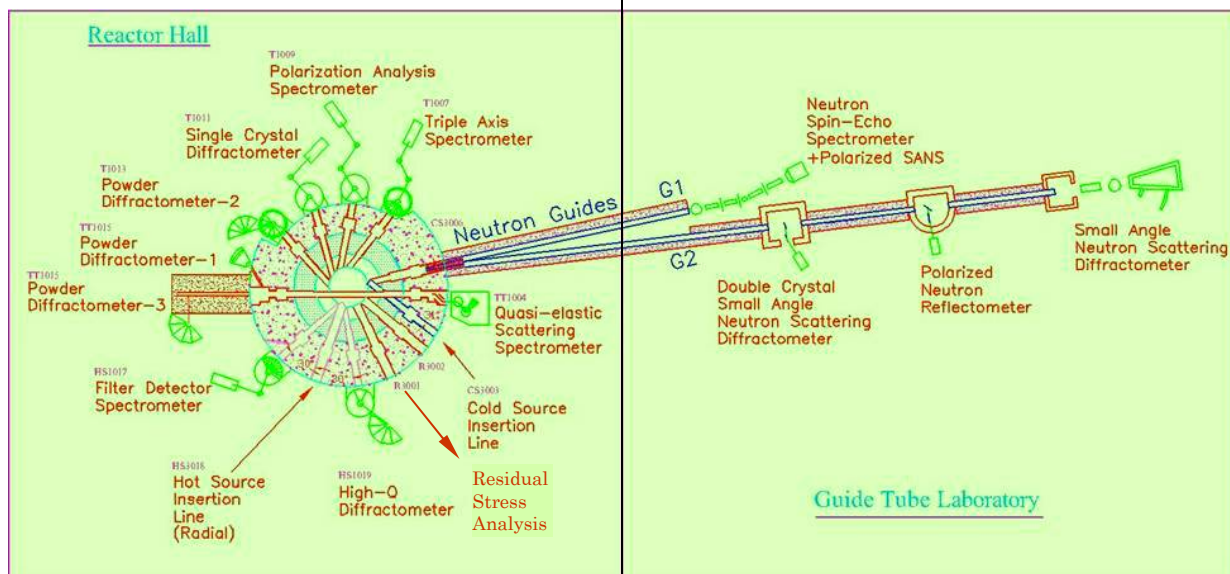 Reactor Hall
T1009
Polarization Analysis
Spectrometer
T1007
Triple Axis
Spectrometer
T1011
Single Crystal
Diffractometer
T1013
Powder
Diffractometer-2
TT1015
Powder
Diffractometer-1
TT1015
Powder
Diffractometer-3
CS3006
Neutron Guides
G1
G2
Neutron
Spin-Echo
Spectrometer
+Polarized SANS
Small Angle
Neutron Scattering
Diffractometer
Polarized
Neutron
Reflectometer
Double Crystal
Small Angle
Neutron Scattering
Diffractometer
TT1004
Quasi-elastic
Scattering
Spectrometer
HS1017
Filter Detector
Spectrometer
30°
20°
R3001
R3002
CS3003
Cold Source
Insertion
Line
HS3018
Hot Source
Insertion
Line
(Radial)
HS1019
High-Q
Diffractometer
Residual
Stress
Analysis
Guide Tube Laboratory